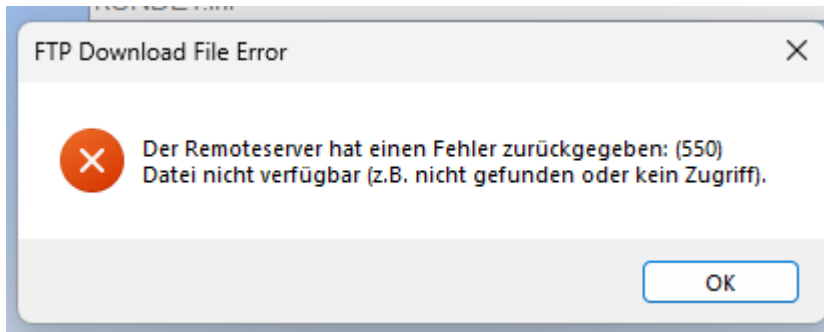 FTP Download File Error
Der Remoteserver hat einen Fehler zurückgegeben: (550)
Datei nicht verfügbar (z.B. nicht gefunden oder kein Zugriff).
OK